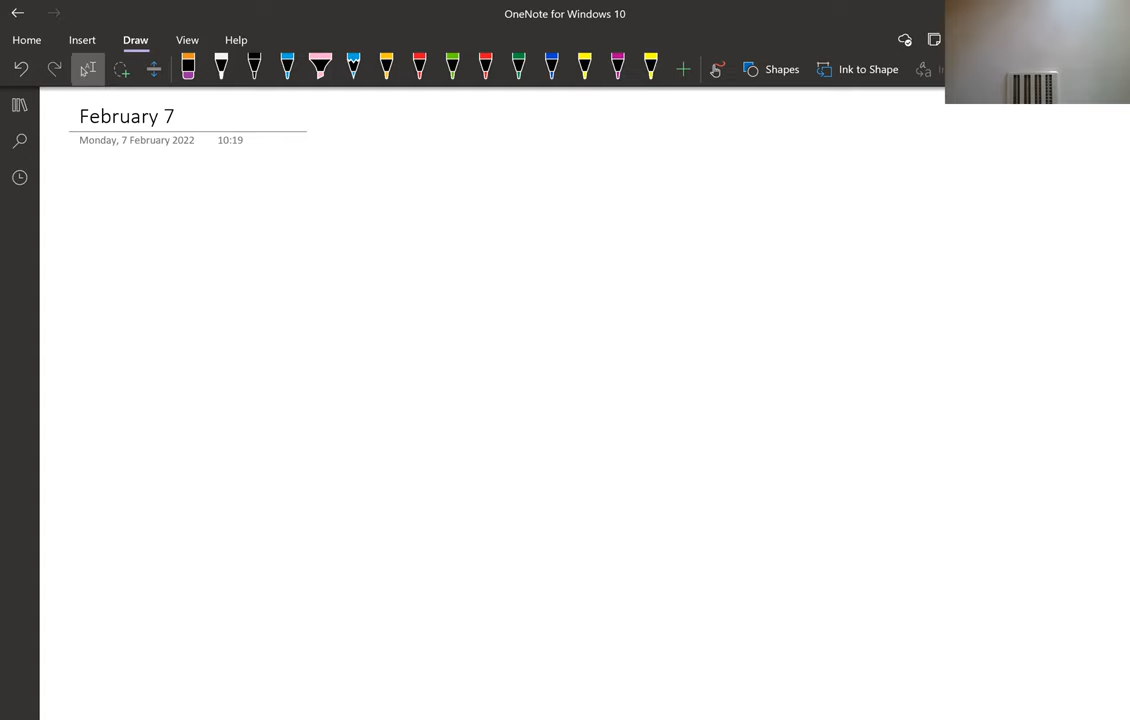 OneNote for Windows 10
Home Insert Draw View Help
Shapes Ink to Shape
February 7
Monday, 7 February 2022 10:19